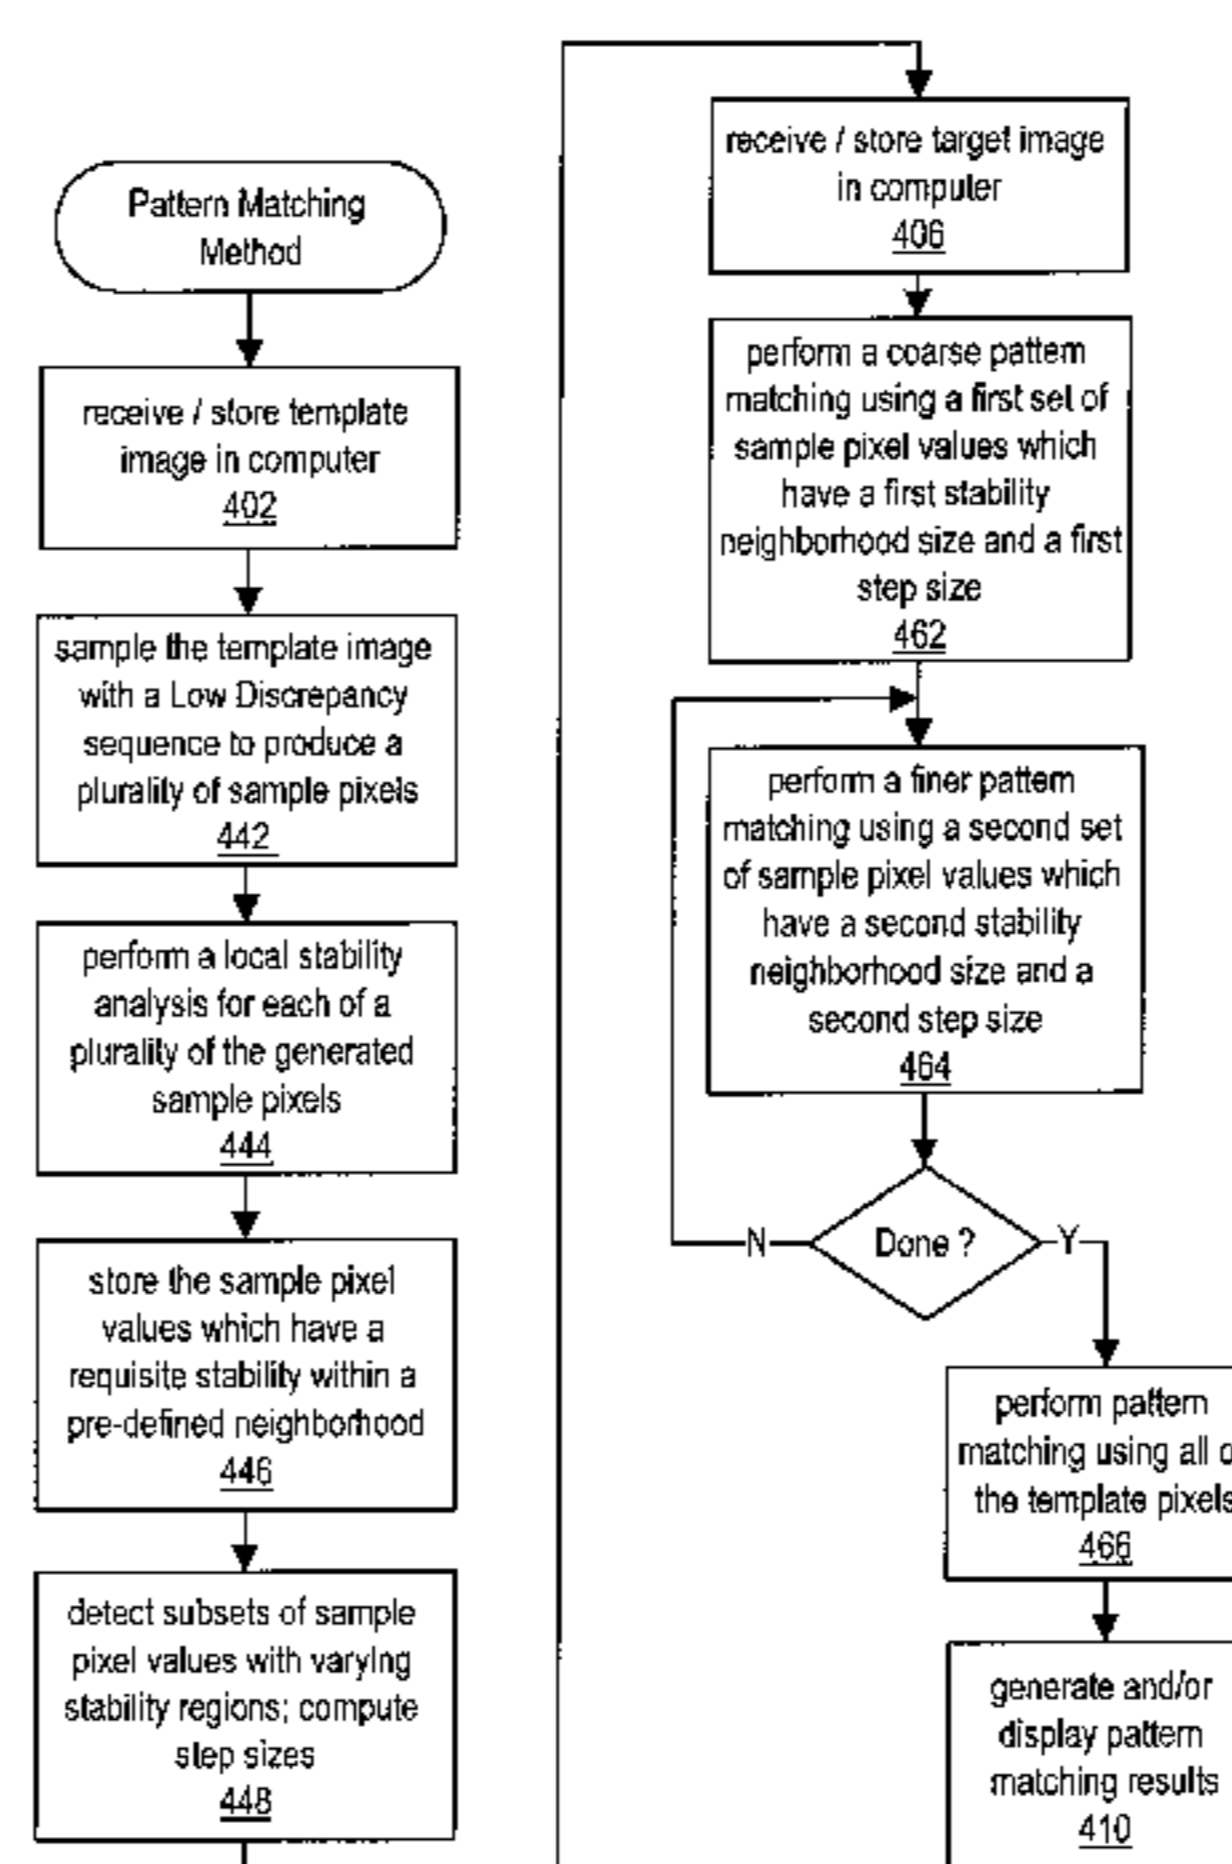 Pattern Matching
Method
receive / store template
image in computer
402
sample the template image
with a Low Discrepancy
sequence to produce a
plurality of sample pixels
442
perform a local stability
analysis for each of a
plurality of the generated
sample pixels
444
store the sample pixel
values which have a
requisite stability within a
pre-defined neighborhood
446
detect subsets of sample
pixel values with varying
stability regions; compute
step sizes
448
receive / store target image
in computer
406
perform a coarse pattern
matching using a first set of
sample pixel values which
have a first stability
neighborhood size and a first
step size
462
perform a finer pattern
matching using a second set
of sample pixel values which
have a second stability
neighborhood size and a
second step size
464
N
Done ?
Y
perform pattern
matching using all
the template pixels
466
generate and/or
display pattern
matching results
410